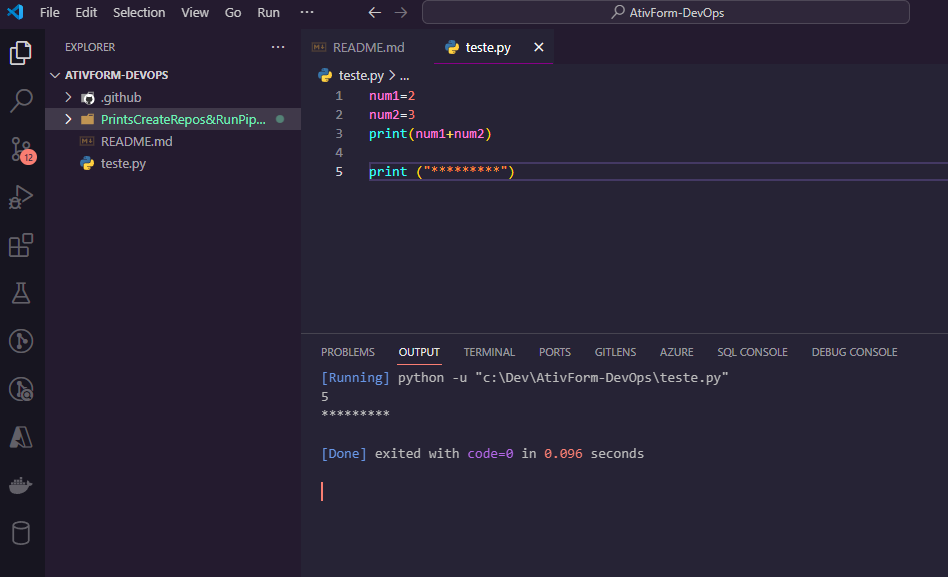 File Edit Selection View Go Run ··· ← → AtivForm-DevOps
EXPLORER ···
ATIVFORM-DEVOPS
.github
PrintsCreateRepos&RunPip...
README.md
teste.py
12
README.md teste.py ×
teste.py > ...
1 num1=2
2 num2=3
3 print(num1+num2)
4
5 print ("*********")
PROBLEMS OUTPUT TERMINAL PORTS GITLENS AZURE SQL CONSOLE DEBUG CONSOLE
[Running] python -u "c:\Dev\AtivForm-DevOps\teste.py"
5
*********
[Done] exited with code=0 in 0.096 seconds